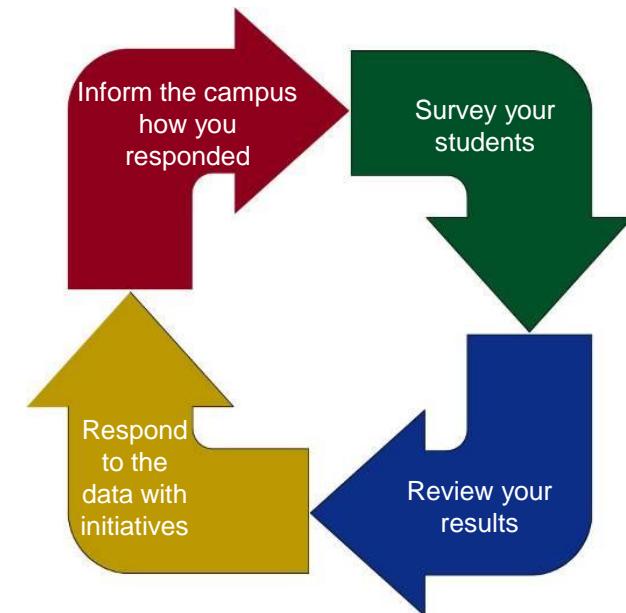 Inform the campus
how you
responded
Survey your
students
Review your
results
Respond
to the
data with
initiatives